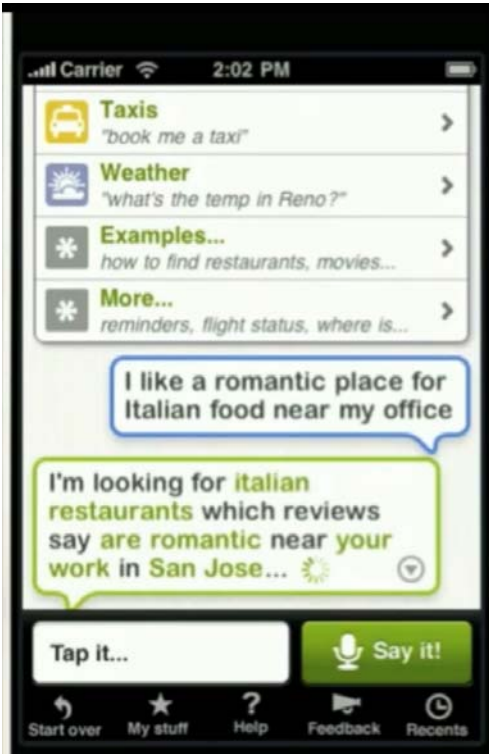 Carrier 2:02 PM
Taxis
"book me a taxi"
Weather
"what's the temp in Reno?"
Examples...
how to find restaurants, movies...
More...
reminders, flight status, where is...
I like a romantic place for
Italian food near my office
I'm looking for italian
restaurants which reviews
say are romantic near your
work in San Jose...
Tap it... Say it!
Start over My stuff Help Feedback Recents